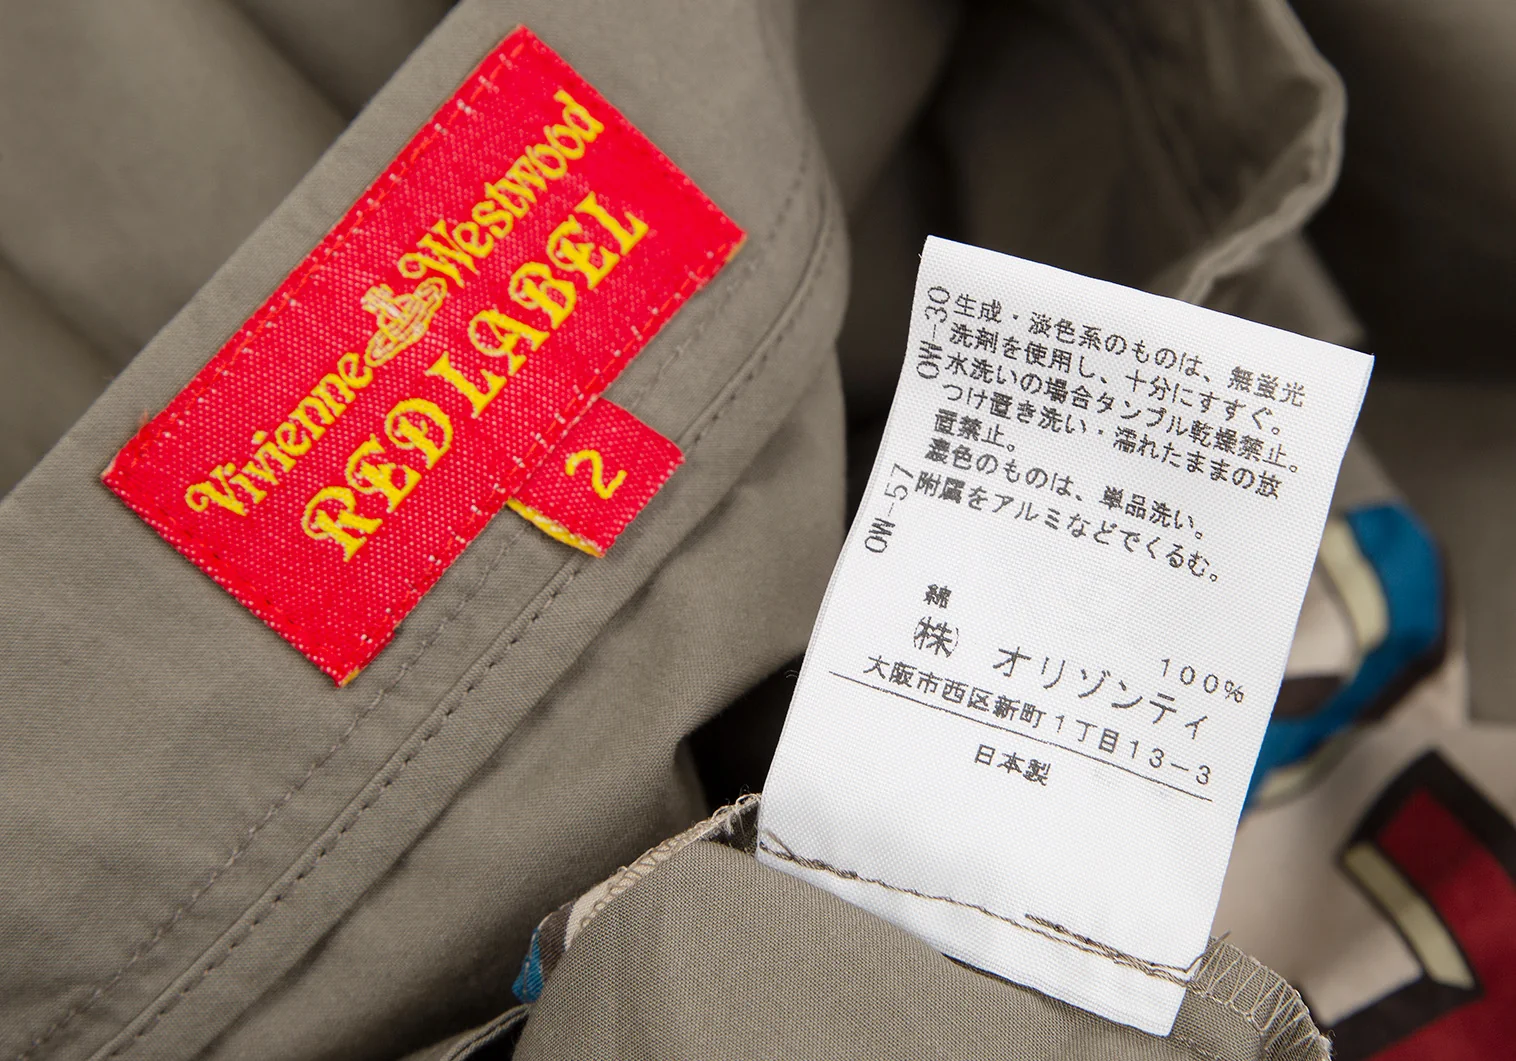 Vivienne Westwood
RED LABEL
2
OW-30
生成・淡色系のものは、無蛍光
洗剤を使用し、十分にすすぐ。
水洗いの場合タンブル乾燥禁止。
つけ置き洗い・濡れたままの放
置禁止。
濃色のものは、単品洗い。
OW-57
附属をアルミなどでくるむ。
綿
100%
㈱ オリゾンティ
大阪市西区新町1丁目13-3
日本製